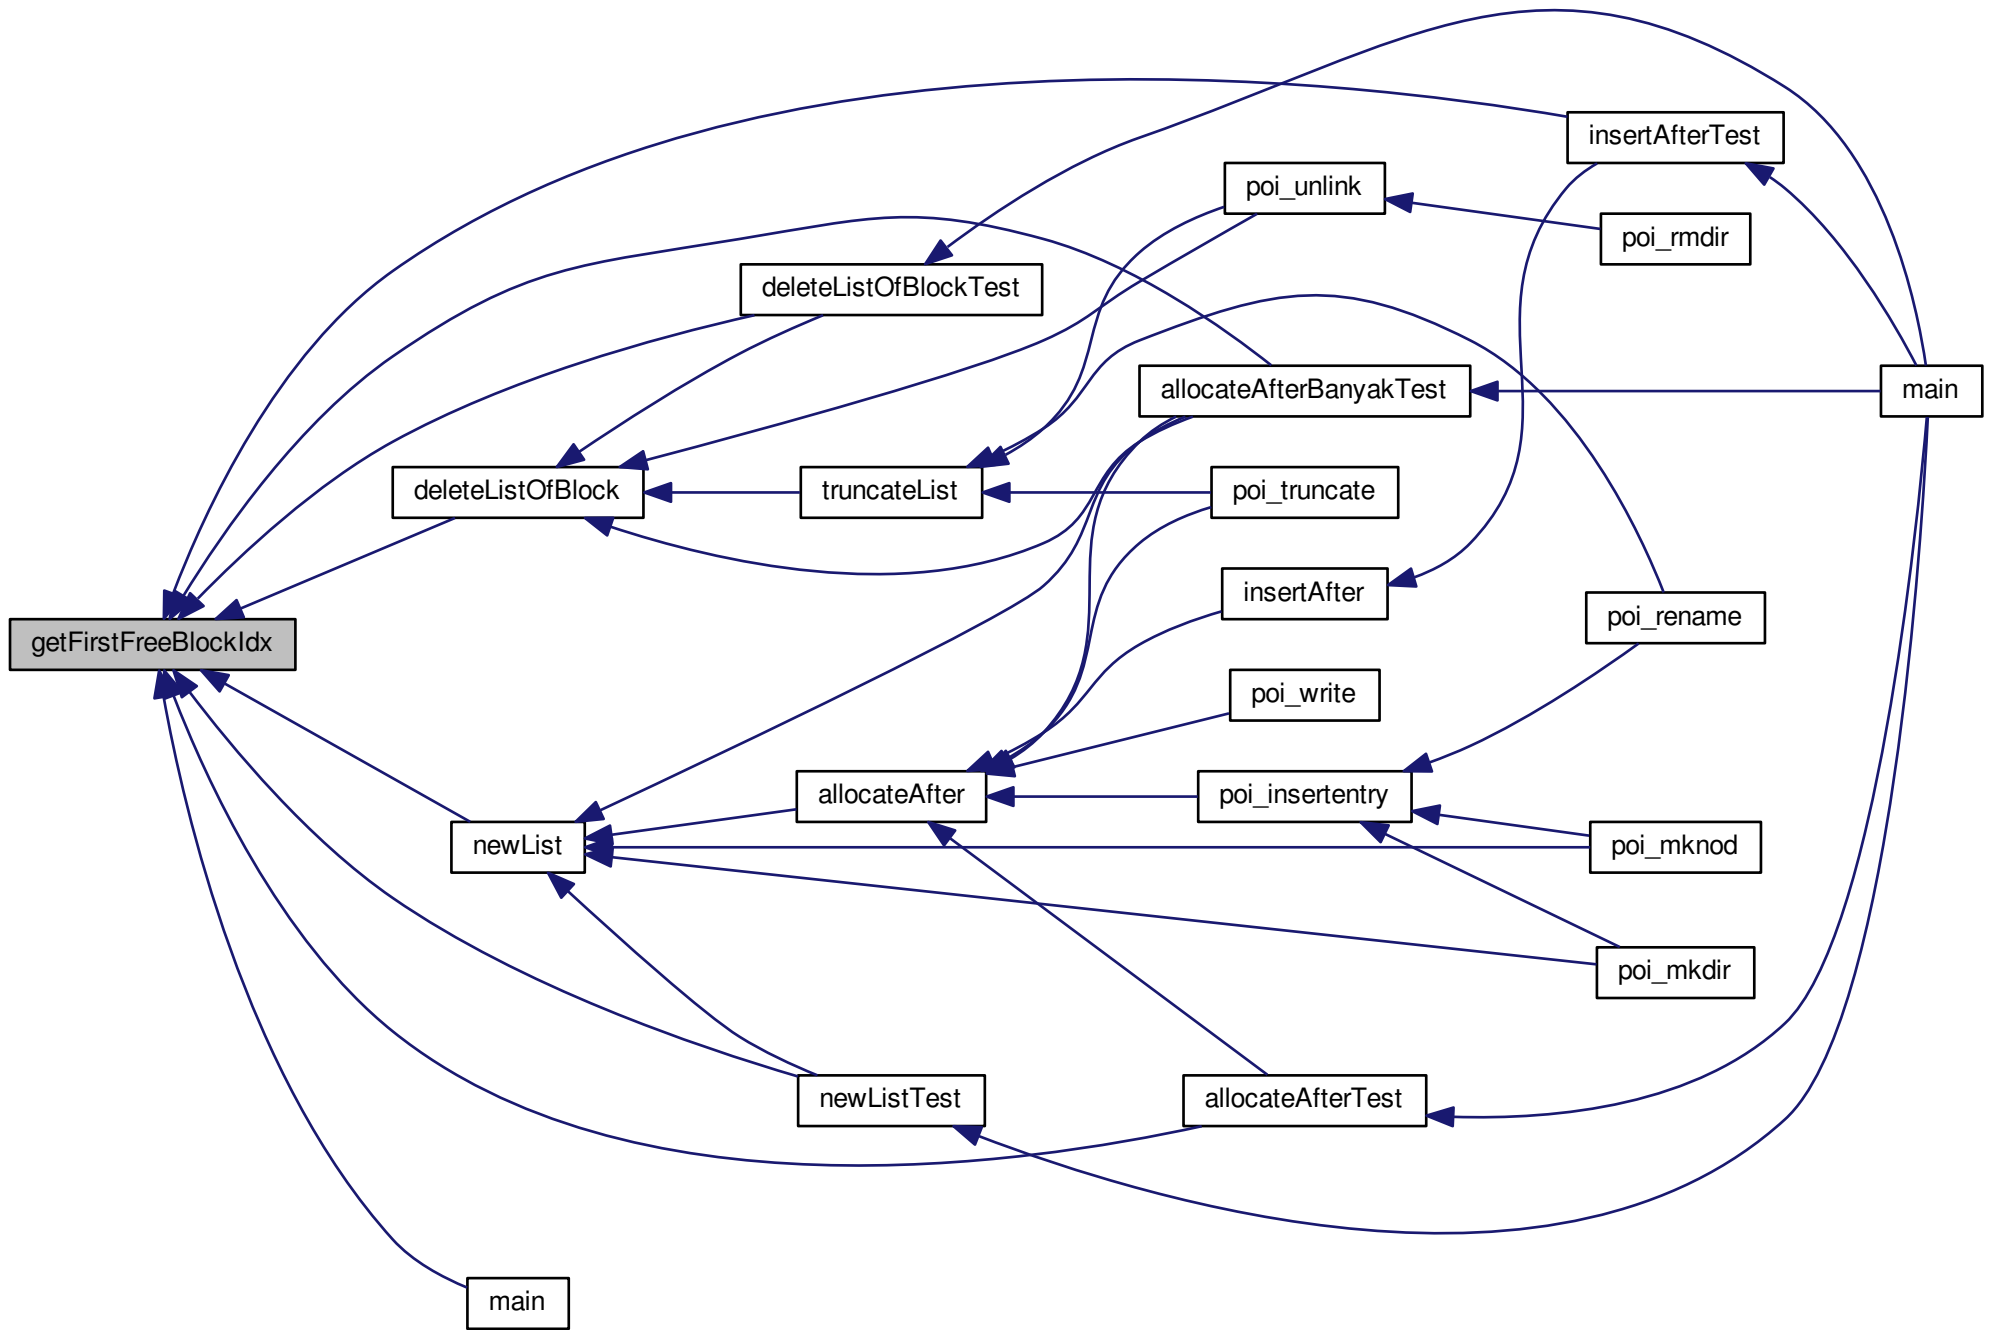 insertAfterTest
poi_unlink
poi_rmdir
deleteListOfBlockTest
allocateAfterBanyakTest
main
deleteListOfBlock
truncateList
poi_truncate
insertAfter
poi_rename
getFirstFreeBlockIdx
poi_write
allocateAfter
poi_insertentry
newList
poi_mknod
poi_mkdir
newListTest
allocateAfterTest
main